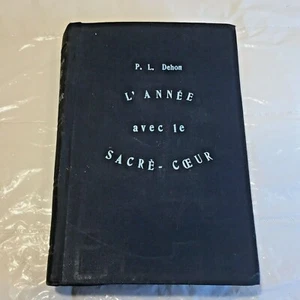 P. L. Dehon
L'ANNÉE
avec le
SACRÉ-CŒUR